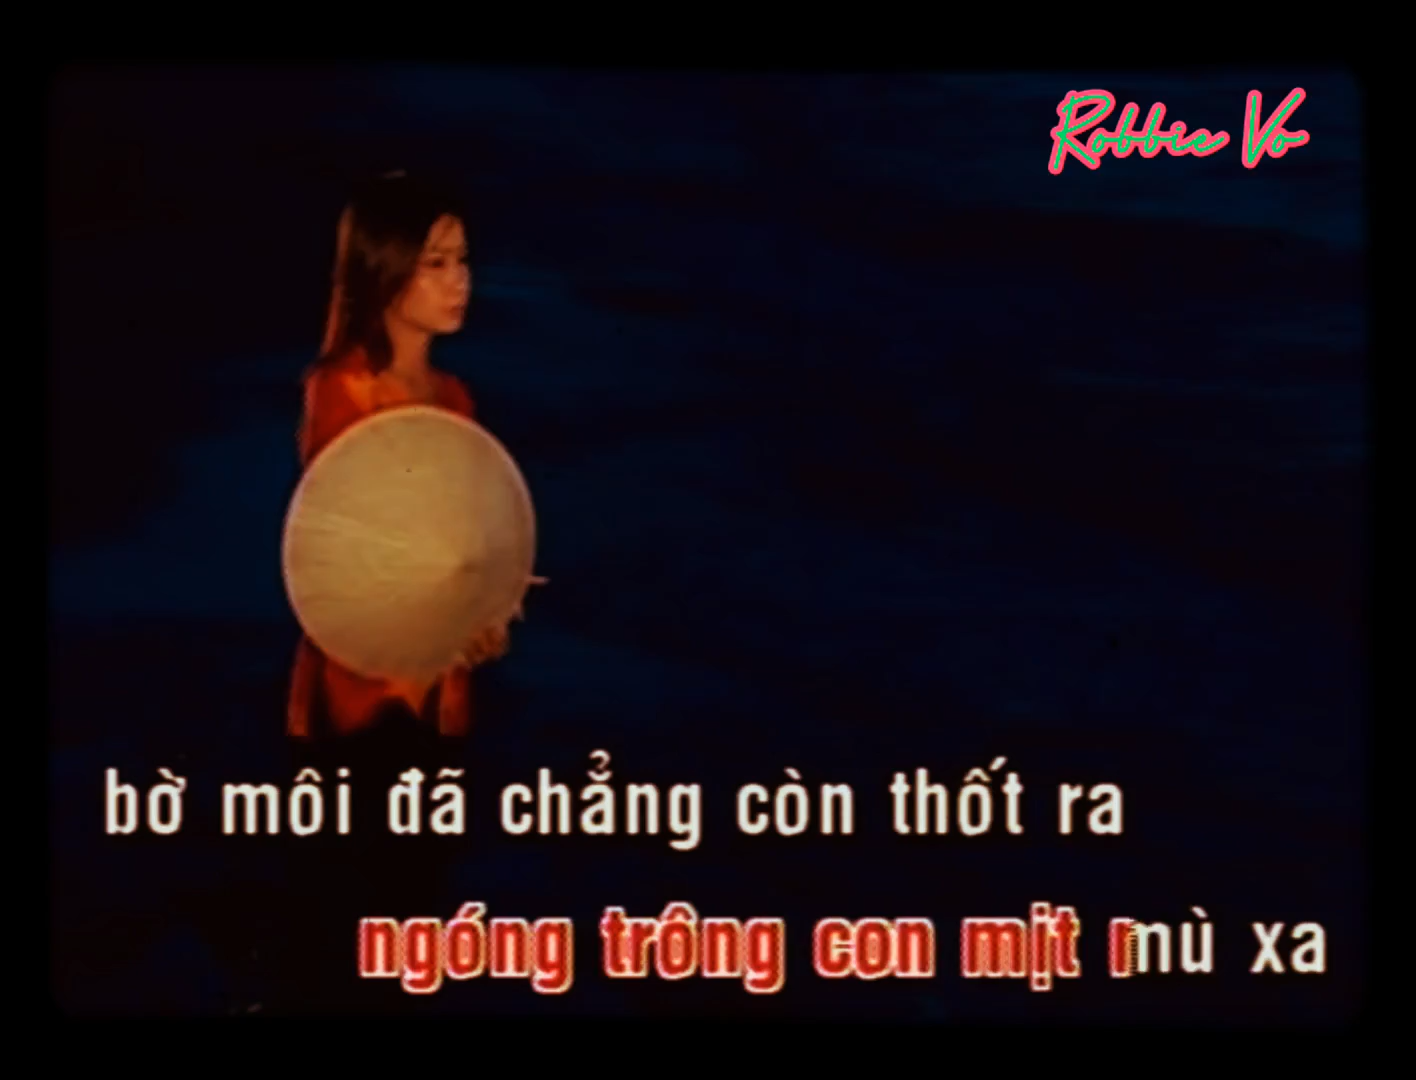 Robbie Vo
bờ môi đã chẳng còn thốt ra
ngóng trông con mịt mù xa